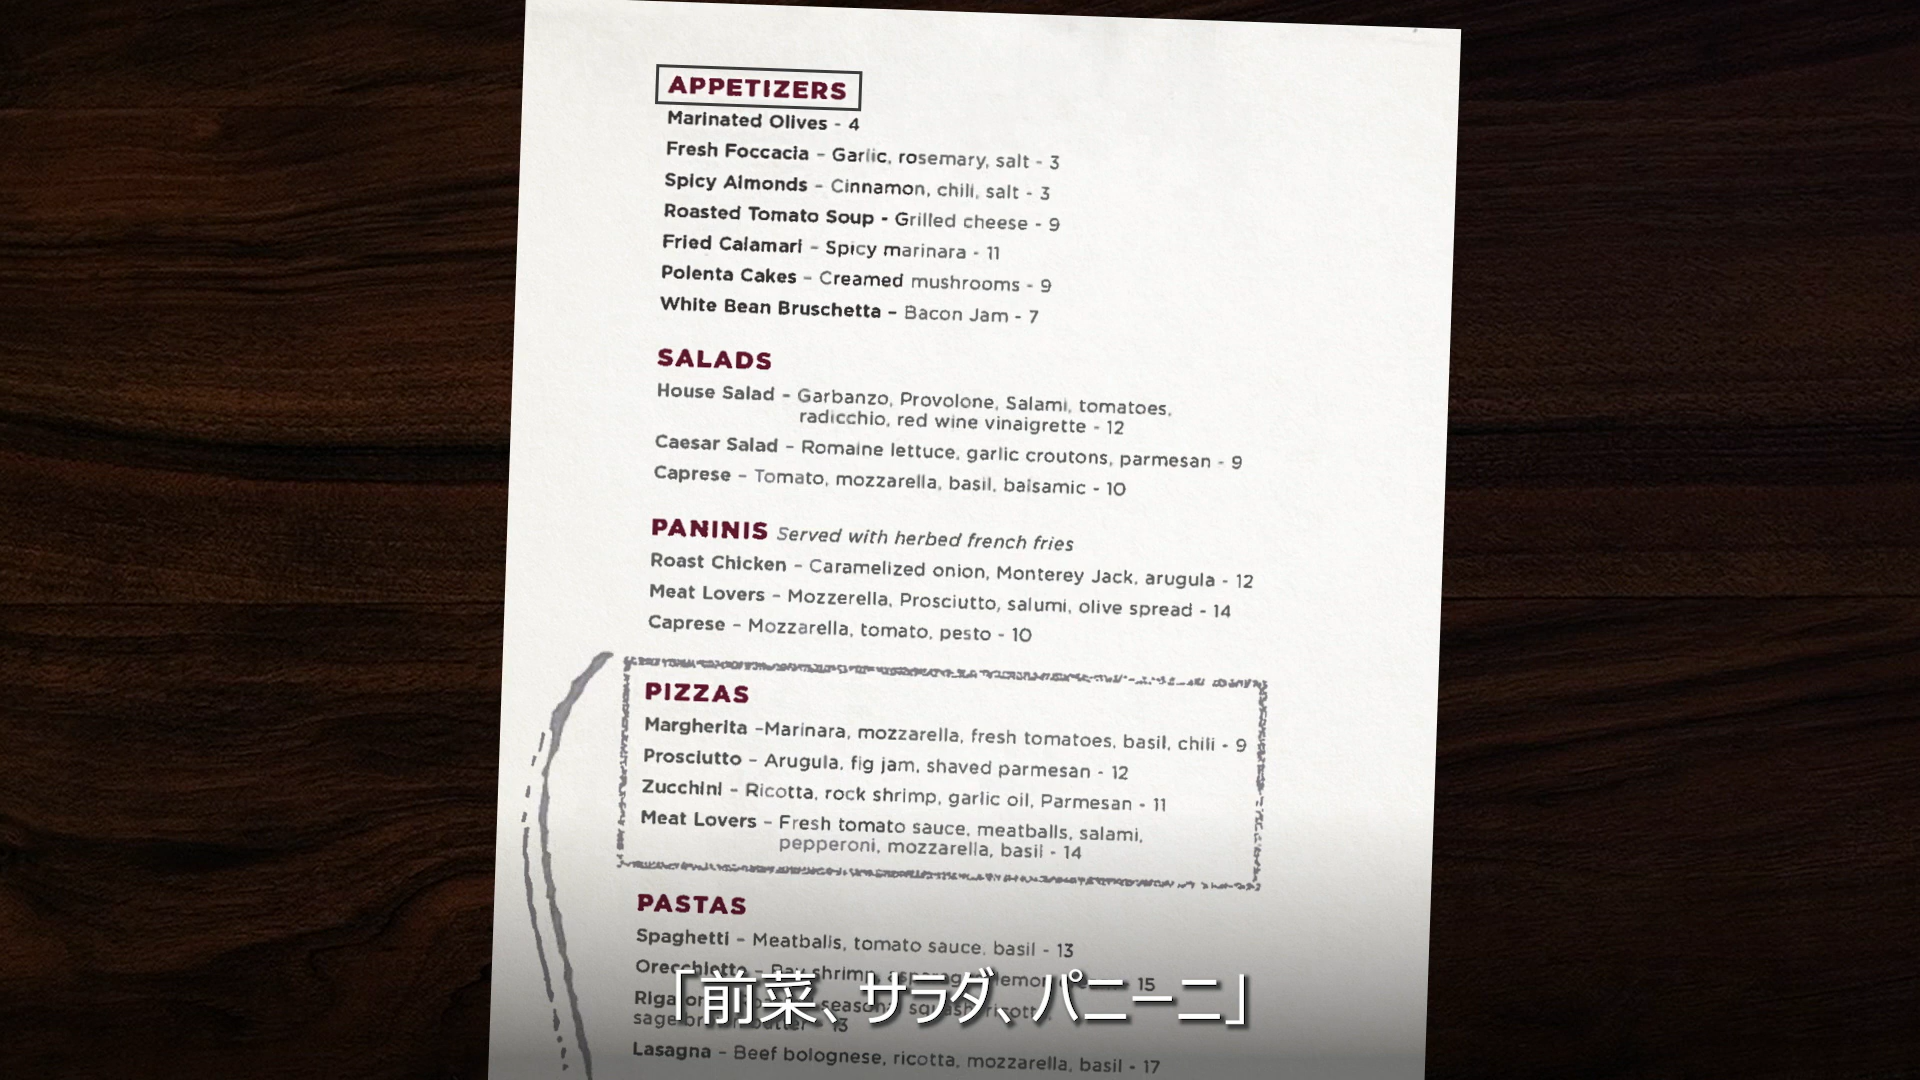 APPETIZERS
Marinated Olives - 4
Fresh Foccacia – Garlic, rosemary, salt - 3
Spicy Almonds – Cinnamon, chili, salt - 3
Roasted Tomato Soup - Grilled cheese - 9
Fried Calamari – Spicy marinara - 11
Polenta Cakes – Creamed mushrooms - 9
White Bean Bruschetta – Bacon Jam - 7
SALADS
House Salad – Garbanzo, Provolone, Salami, tomatoes,
radicchio, red wine vinaigrette - 12
Caesar Salad – Romaine lettuce, garlic croutons, parmesan - 9
Caprese – Tomato, mozzarella, basil, balsamic - 10
PANINIS Served with herbed french fries
Roast Chicken – Caramelized onion, Monterey Jack, arugula - 12
Meat Lovers – Mozzerella, Prosciutto, salumi, olive spread - 14
Caprese – Mozzarella, tomato, pesto - 10
PIZZAS
Margherita –Marinara, mozzarella, fresh tomatoes, basil, chili - 9
Prosciutto – Arugula, fig jam, shaved parmesan - 12
Zucchini – Ricotta, rock shrimp, garlic oil, Parmesan - 11
Meat Lovers – Fresh tomato sauce, meatballs, salami,
pepperoni, mozzarella, basil - 14
PASTAS
Spaghetti – Meatballs, tomato sauce, basil - 13
Orecchiette – Bay shrimp, lemon 15
squash, 
13
Lasagna – Beef bolognese, ricotta, mozzarella, basil - 17
「前菜、サラダ、パニーニ」